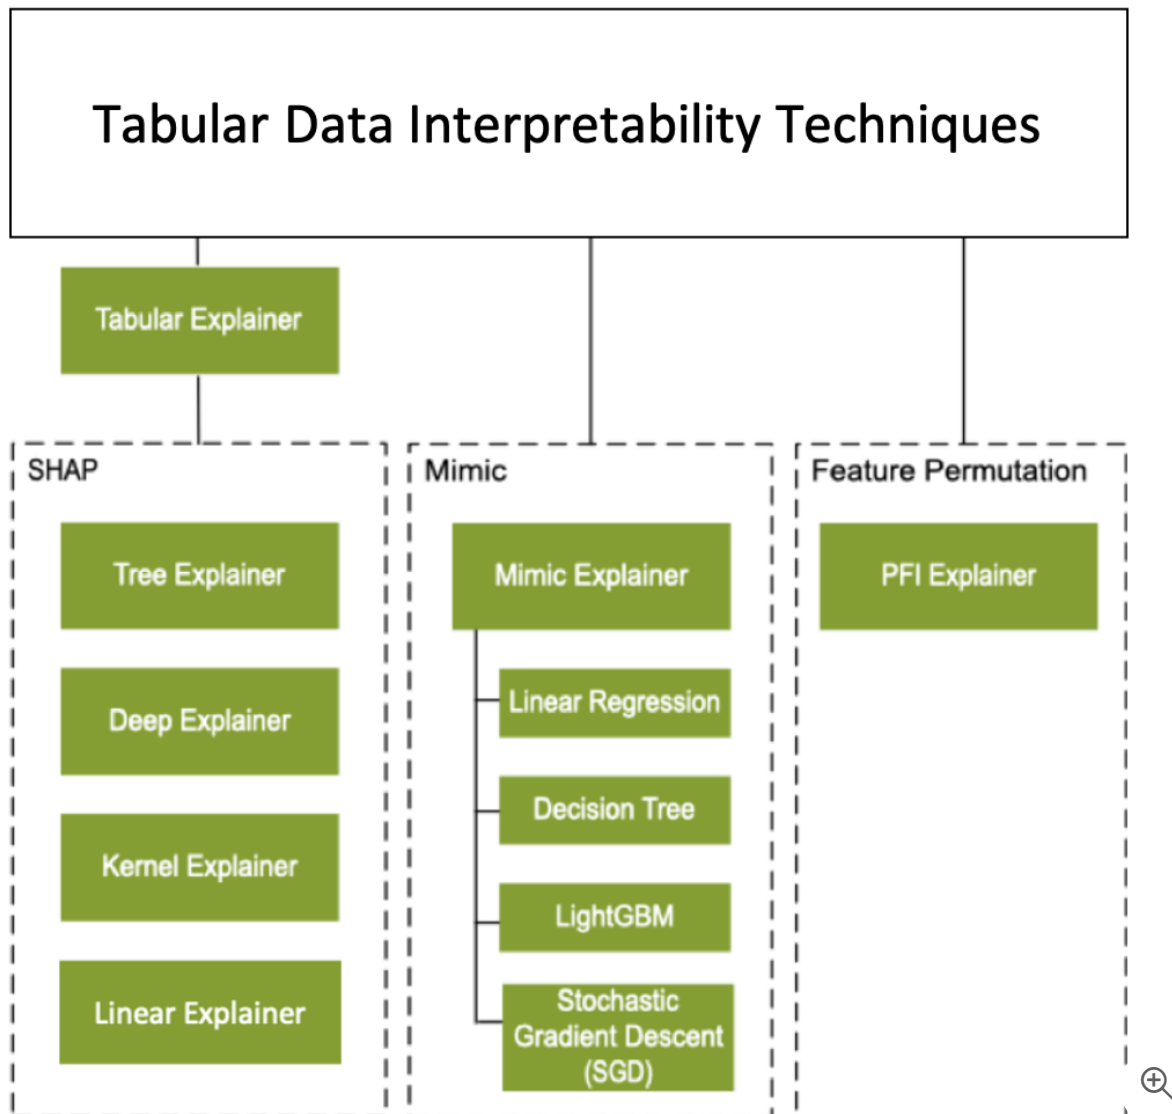 Tabular Data Interpretability Techniques
Tabular Explainer
SHAP
Tree Explainer
Deep Explainer
Kernel Explainer
Linear Explainer
Mimic
Mimic Explainer
Linear Regression
Decision Tree
LightGBM
Stochastic
Gradient Descent
(SGD)
Feature Permutation
PFI Explainer